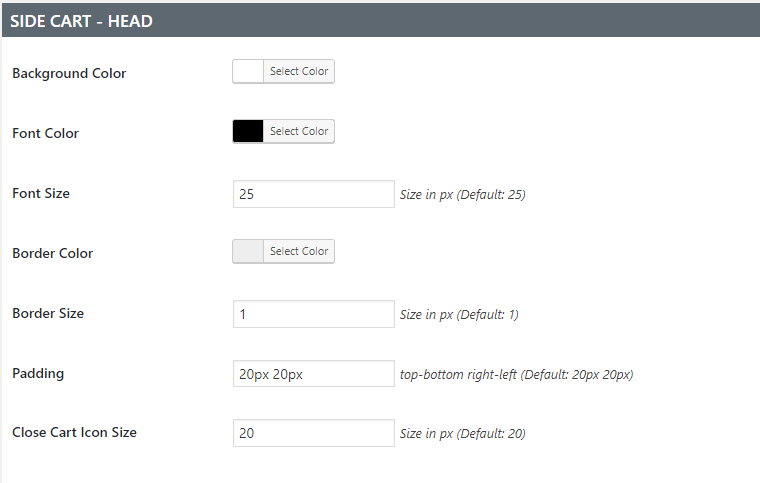 SIDE CART - HEAD
Background Color Select Color
Font Color Select Color
Font Size 25 Size in px (Default: 25)
Border Color Select Color
Border Size 1 Size in px (Default: 1)
Padding 20px 20px top-bottom right-left (Default: 20px 20px)
Close Cart Icon Size 20 Size in px (Default: 20)